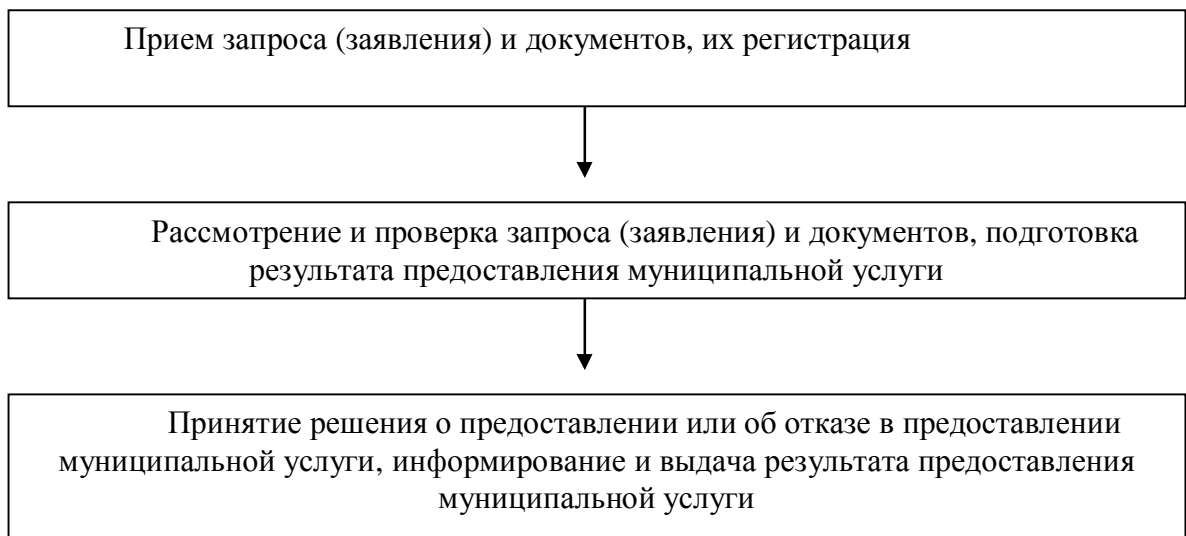 Прием запроса (заявления) и документов, их регистрация
Рассмотрение и проверка запроса (заявления) и документов, подготовка
результата предоставления муниципальной услуги
Принятие решения о предоставлении или об отказе в предоставлении
муниципальной услуги, информирование и выдача результата предоставления
муниципальной услуги